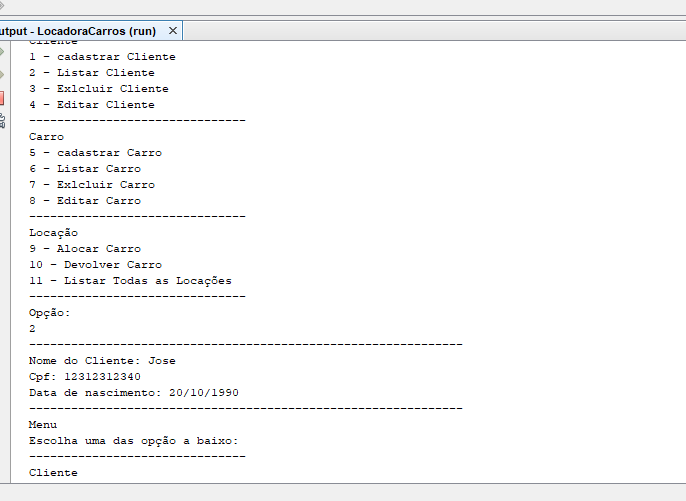 utput - LocadoraCarros (run) ×
Cliente
1 - cadastrar Cliente
2 - Listar Cliente
3 - Exlcluir Cliente
4 - Editar Cliente
-------------------------------
Carro
5 - cadastrar Carro
6 - Listar Carro
7 - Exlcluir Carro
8 - Editar Carro
-------------------------------
Locação
9 - Alocar Carro
10 - Devolver Carro
11 - Listar Todas as Locações
-------------------------------
Opção:
2
--------------------------------------------------------------
Nome do Cliente: Jose
Cpf: 12312312340
Data de nascimento: 20/10/1990
--------------------------------------------------------------
Menu
Escolha uma das opção a baixo:
-------------------------------
Cliente